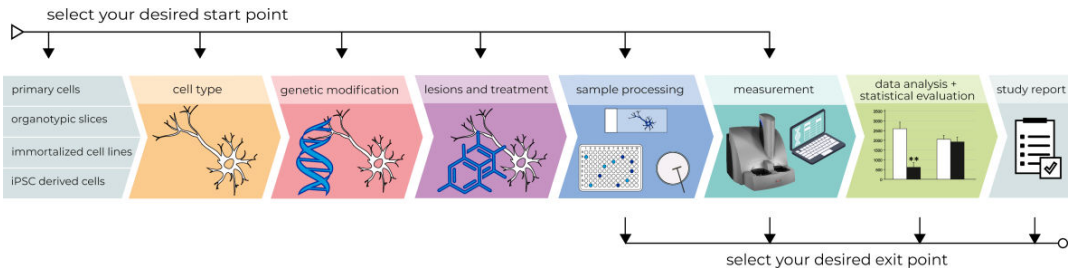 select your desired start point
primary cells
organotypic slices
immortalized cell lines
iPSC derived cells
cell type
genetic modification
lesions and treatment
sample processing
measurement
data analysis +
statistical evaluation
**
study report
select your desired exit point